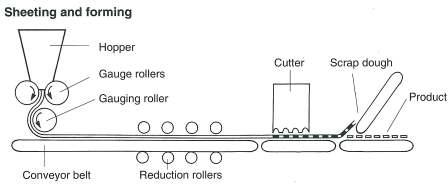 Sheeting and forming
Hopper
Gauge rollers
Gauging roller
Cutter
Scrap dough
Product
Conveyor belt
Reduction rollers